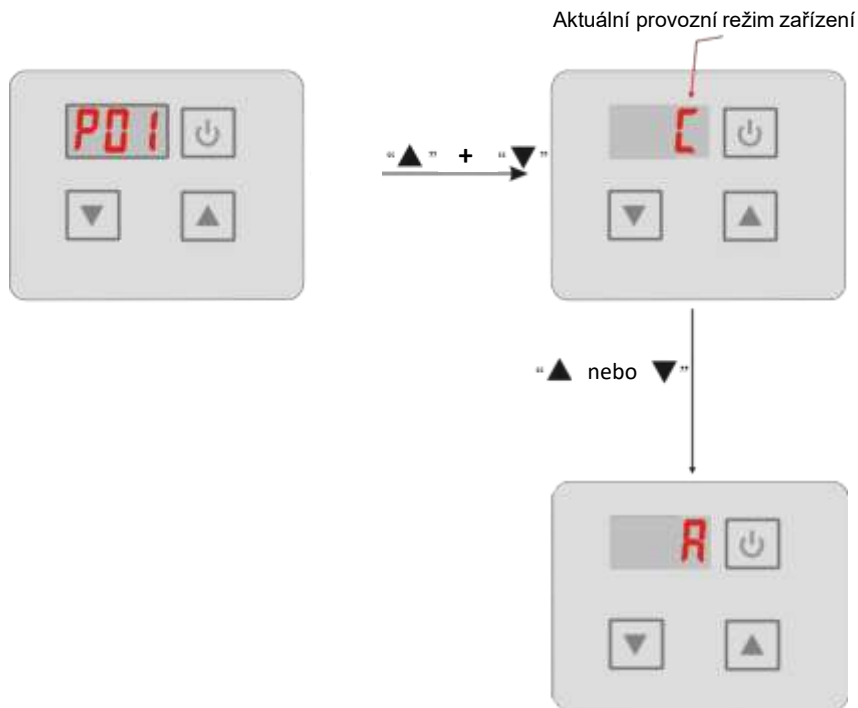 Aktuální provozní režim zařízení
P01
“▲” + “▼”
C
“▲ nebo ▼”
A